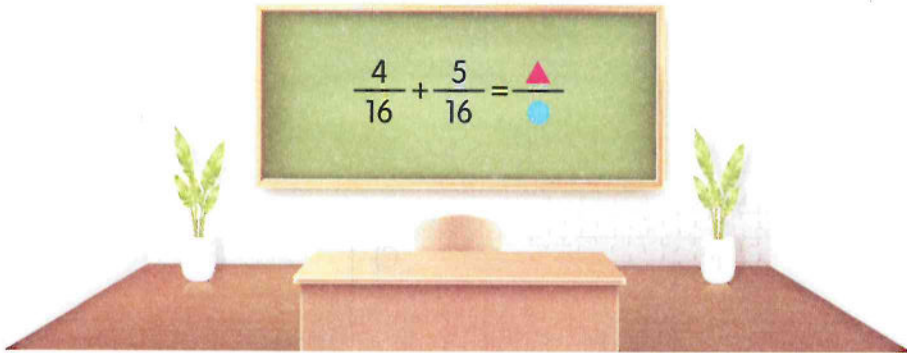 4/16 + 5/16 = ▲/●